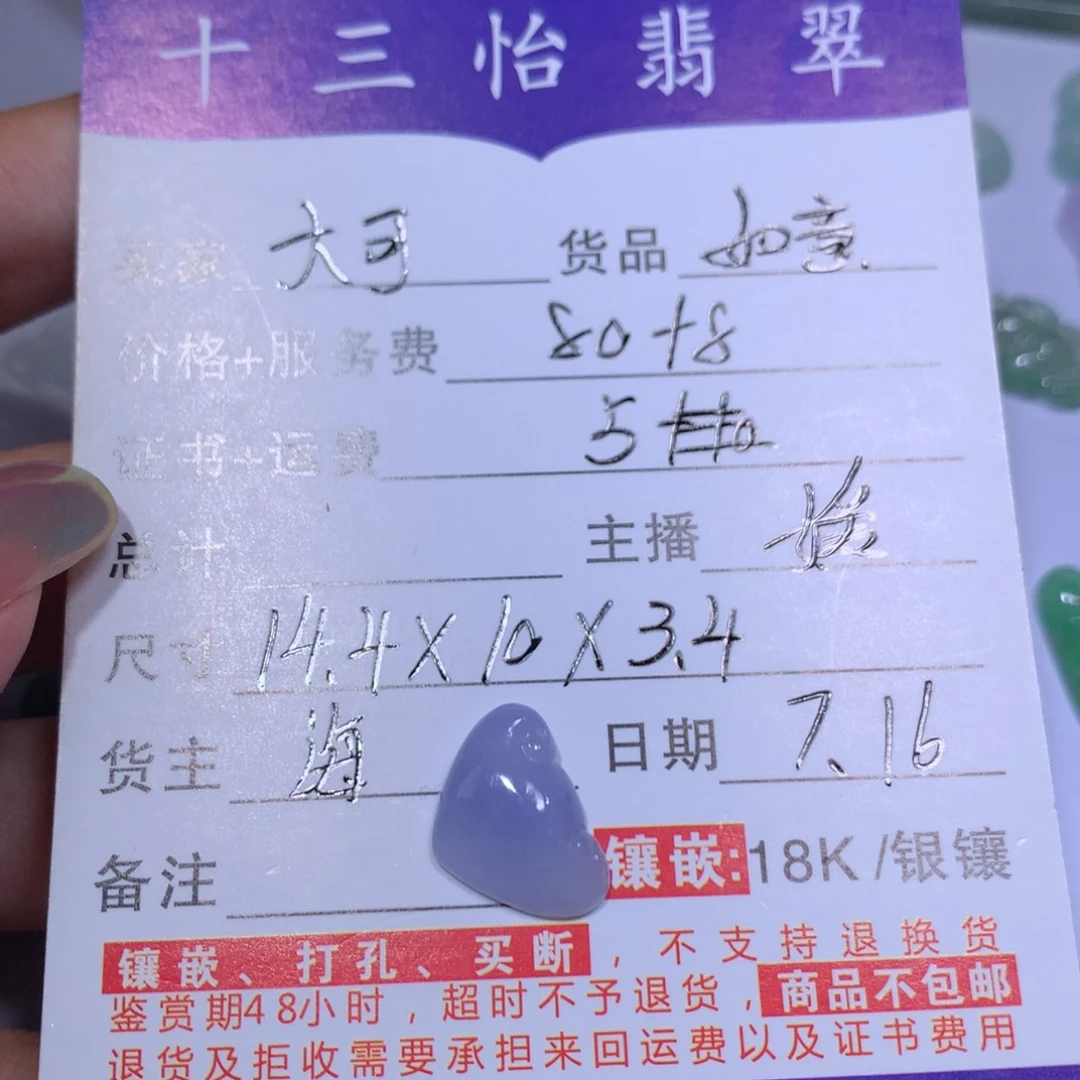 十三怡翡翠
买家 大可 货品 如意
价格+服务费 80+8
证书+运费 5
总计 主播
尺寸 14.4X10X3.4
货主 海 日期 7.16
备注 镶嵌:18K/银镶
镶嵌、打孔、买断，不支持退换货
鉴赏期48小时，超时不予退货，商品不包邮
退货及拒收需要承担来回运费以及证书费用